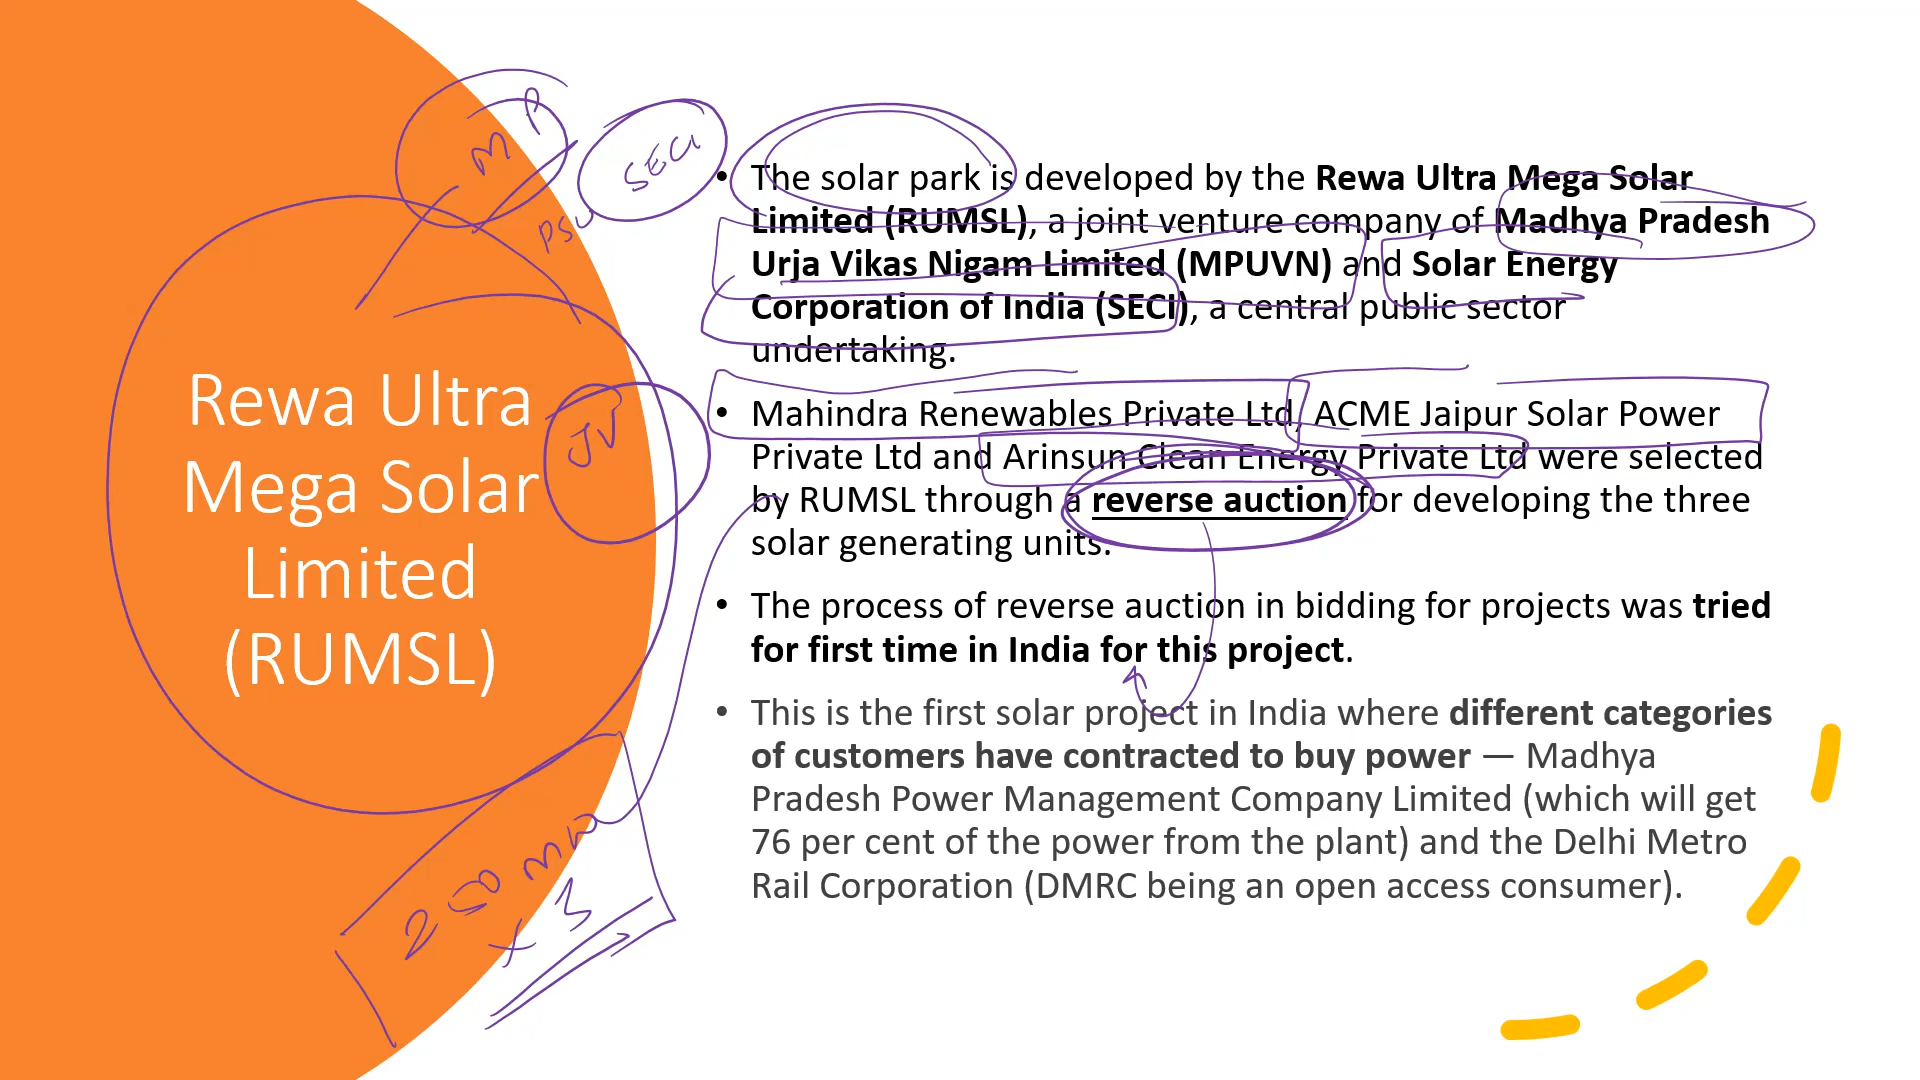 MP
SECI
PSU
JV
Rewa Ultra
Mega Solar
Limited
(RUMSL)
250 MW
x 3
• The solar park is developed by the Rewa Ultra Mega Solar
Limited (RUMSL), a joint venture company of Madhya Pradesh
Urja Vikas Nigam Limited (MPUVN) and Solar Energy
Corporation of India (SECI), a central public sector
undertaking.
• Mahindra Renewables Private Ltd, ACME Jaipur Solar Power
Private Ltd and Arinsun Clean Energy Private Ltd were selected
by RUMSL through a reverse auction for developing the three
solar generating units.
• The process of reverse auction in bidding for projects was tried
for first time in India for this project.
• This is the first solar project in India where different categories
of customers have contracted to buy power — Madhya
Pradesh Power Management Company Limited (which will get
76 per cent of the power from the plant) and the Delhi Metro
Rail Corporation (DMRC being an open access consumer).